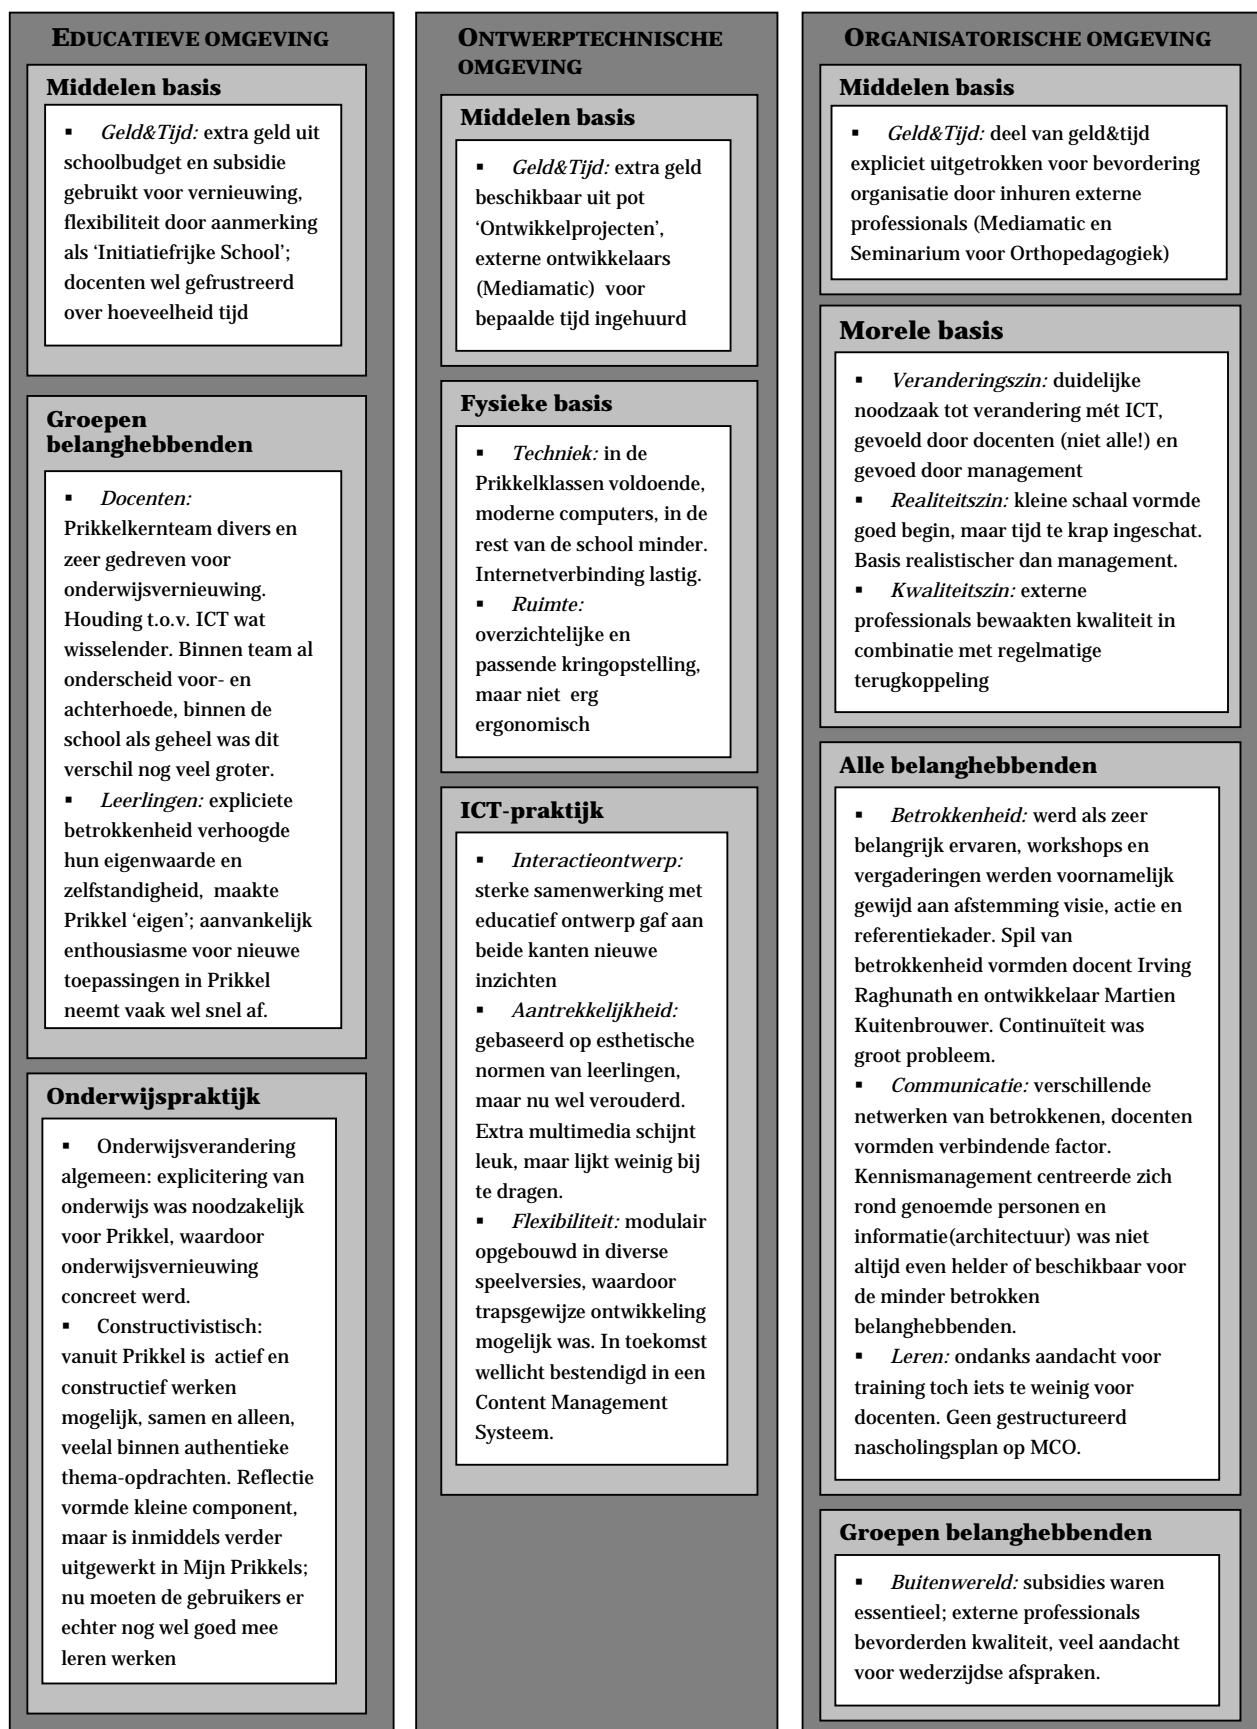 EDUCATIEVE OMGEVING
Middelen basis
▪ Geld&Tijd: extra geld uit
schoolbudget en subsidie
gebruikt voor vernieuwing,
flexibiliteit door aanmerking
als ‘Initiatiefrijke School’;
docenten wel gefrustreerd
over hoeveelheid tijd
Groepen
belanghebbenden
▪ Docenten:
Prikkelkernteam divers en
zeer gedreven voor
onderwijsvernieuwing.
Houding t.o.v. ICT wat
wisselender. Binnen team al
onderscheid voor- en
achterhoede, binnen de
school als geheel was dit
verschil nog veel groter.
▪ Leerlingen: expliciete
betrokkenheid verhoogde
hun eigenwaarde en
zelfstandigheid, maakte
Prikkel ‘eigen’; aanvankelijk
enthousiasme voor nieuwe
toepassingen in Prikkel
neemt vaak wel snel af.
Onderwijspraktijk
▪ Onderwijsverandering
algemeen: explicitering van
onderwijs was noodzakelijk
voor Prikkel, waardoor
onderwijsvernieuwing
concreet werd.
▪ Constructivistisch:
vanuit Prikkel is actief en
constructief werken
mogelijk, samen en alleen,
veelal binnen authentieke
thema-opdrachten. Reflectie
vormde kleine component,
maar is inmiddels verder
uitgewerkt in Mijn Prikkels;
nu moeten de gebruikers er
echter nog wel goed mee
leren werken
ONTWERPTECHNISCHE
OMGEVING
Middelen basis
▪ Geld&Tijd: extra geld
beschikbaar uit pot
‘Ontwikkelprojecten’,
externe ontwikkelaars
(Mediamatic) voor
bepaalde tijd ingehuurd
Fysieke basis
▪ Techniek: in de
Prikkelklassen voldoende,
moderne computers, in de
rest van de school minder.
Internetverbinding lastig.
▪ Ruimte:
overzichtelijke en
passende kringopstelling,
maar niet erg
ergonomisch
ICT-praktijk
▪ Interactieontwerp:
sterke samenwerking met
educatief ontwerp gaf aan
beide kanten nieuwe
inzichten
▪ Aantrekkelijkheid:
gebaseerd op esthetische
normen van leerlingen,
maar nu wel verouderd.
Extra multimedia schijnt
leuk, maar lijkt weinig bij
te dragen.
▪ Flexibiliteit: modulair
opgebouwd in diverse
speelversies, waardoor
trapsgewijze ontwikkeling
mogelijk was. In toekomst
wellicht bestendigd in een
Content Management
Systeem.
ORGANISATORISCHE OMGEVING
Middelen basis
▪ Geld&Tijd: deel van geld&tijd
expliciet uitgetrokken voor bevordering
organisatie door inhuren externe
professionals (Mediamatic en
Seminarium voor Orthopedagogiek)
Morele basis
▪ Veranderingszin: duidelijke
noodzaak tot verandering mét ICT,
gevoeld door docenten (niet alle!) en
gevoed door management
▪ Realiteitszin: kleine schaal vormde
goed begin, maar tijd te krap ingeschat.
Basis realistischer dan management.
▪ Kwaliteitszin: externe
professionals bewaakten kwaliteit in
combinatie met regelmatige
terugkoppeling
Alle belanghebbenden
▪ Betrokkenheid: werd als zeer
belangrijk ervaren, workshops en
vergaderingen werden voornamelijk
gewijd aan afstemming visie, actie en
referentiekader. Spil van
betrokkenheid vormden docent Irving
Raghunath en ontwikkelaar Martien
Kuitenbrouwer. Continuïteit was
groot probleem.
▪ Communicatie: verschillende
netwerken van betrokkenen, docenten
vormden verbindende factor.
Kennismanagement centreerde zich
rond genoemde personen en
informatie(architectuur) was niet
altijd even helder of beschikbaar voor
de minder betrokken
belanghebbenden.
▪ Leren: ondanks aandacht voor
training toch iets te weinig voor
docenten. Geen gestructureerd
nascholingsplan op MCO.
Groepen belanghebbenden
▪ Buitenwereld: subsidies waren
essentieel; externe professionals
bevorderden kwaliteit, veel aandacht
voor wederzijdse afspraken.